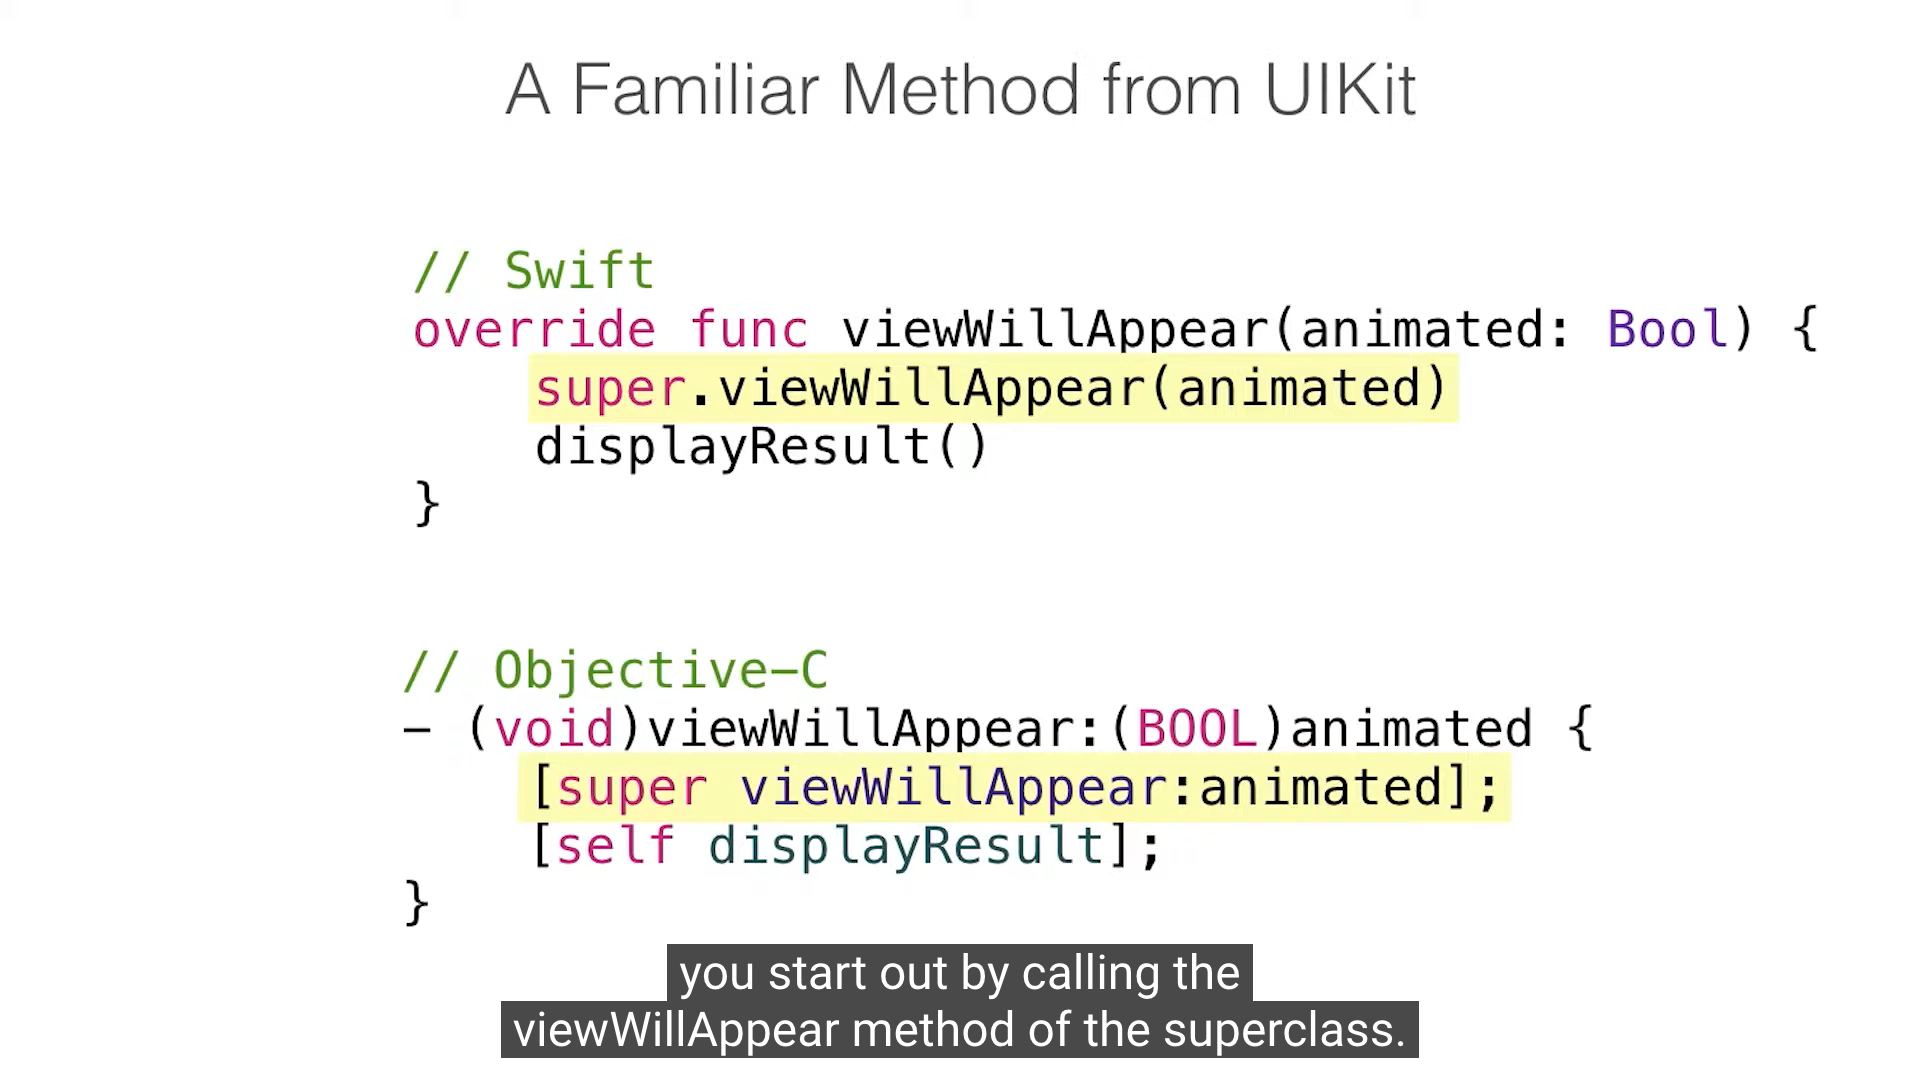 A Familiar Method from UIKit
// Swift
override func viewWillAppear(animated: Bool) {
    super.viewWillAppear(animated)
    displayResult()
}
// Objective–C
– (void)viewWillAppear:(BOOL)animated {
    [super viewWillAppear:animated];
    [self displayResult];
}
you start out by calling the
viewWillAppear method of the superclass.